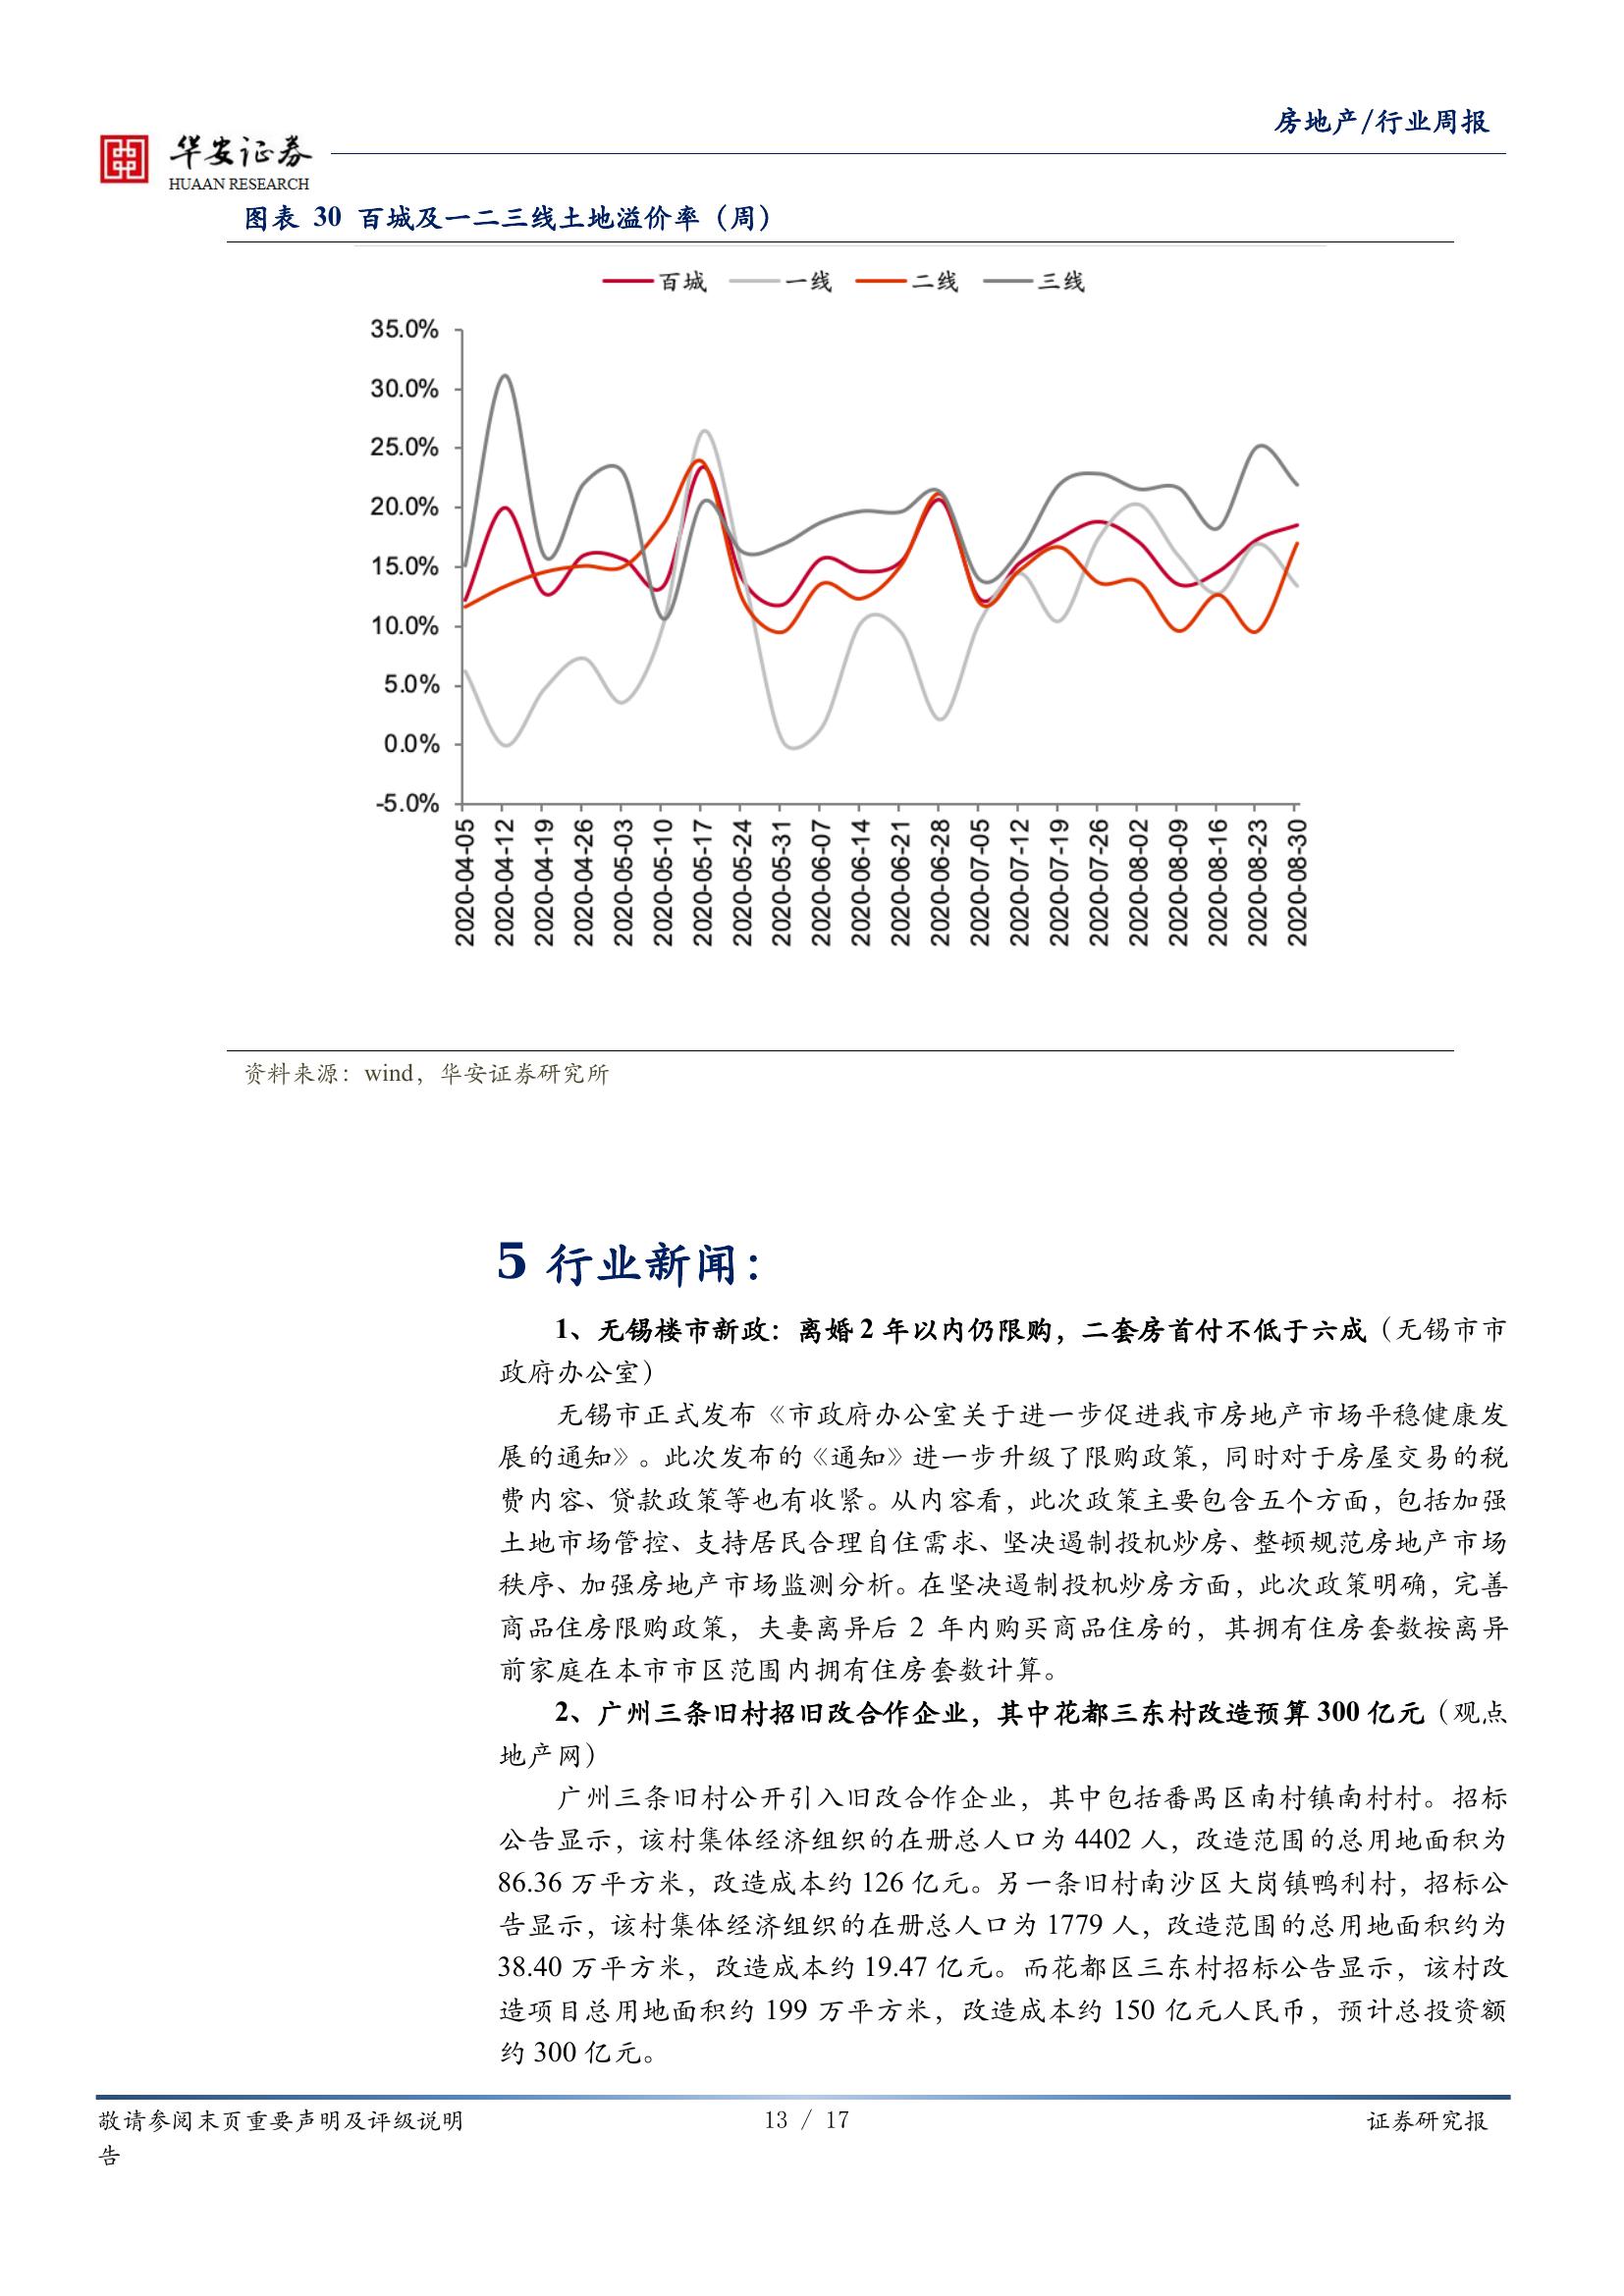 房地产/行业周报
华安证券
HUAAN RESEARCH
图表 30 百城及一二三线土地溢价率（周）
百城 一线 二线 三线
35.0%
30.0%
25.0%
20.0%
15.0%
10.0%
5.0%
0.0%
-5.0%
2020-04-05
2020-04-12
2020-04-19
2020-04-26
2020-05-03
2020-05-10
2020-05-17
2020-05-24
2020-05-31
2020-06-07
2020-06-14
2020-06-21
2020-06-28
2020-07-05
2020-07-12
2020-07-19
2020-07-26
2020-08-02
2020-08-09
2020-08-16
2020-08-23
2020-08-30
资料来源：wind，华安证券研究所
5 行业新闻：
1、无锡楼市新政：离婚 2 年以内仍限购，二套房首付不低于六成（无锡市市
政府办公室）
无锡市正式发布《市政府办公室关于进一步促进我市房地产市场平稳健康发
展的通知》。此次发布的《通知》进一步升级了限购政策，同时对于房屋交易的税
费内容、贷款政策等也有收紧。从内容看，此次政策主要包含五个方面，包括加强
土地市场管控、支持居民合理自住需求、坚决遏制投机炒房、整顿规范房地产市场
秩序、加强房地产市场监测分析。在坚决遏制投机炒房方面，此次政策明确，完善
商品住房限购政策，夫妻离异后 2 年内购买商品住房的，其拥有住房套数按离异
前家庭在本市市区范围内拥有住房套数计算。
2、广州三条旧村招旧改合作企业，其中花都三东村改造预算 300 亿元（观点
地产网）
广州三条旧村公开引入旧改合作企业，其中包括番禺区南村镇南村村。招标
公告显示，该村集体经济组织的在册总人口为 4402 人，改造范围的总用地面积为
86.36 万平方米，改造成本约 126 亿元。另一条旧村南沙区大岗镇鸭利村，招标公
告显示，该村集体经济组织的在册总人口为 1779 人，改造范围的总用地面积约为
38.40 万平方米，改造成本约 19.47 亿元。而花都区三东村招标公告显示，该村改
造项目总用地面积约 199 万平方米，改造成本约 150 亿元人民币，预计总投资额
约 300 亿元。
敬请参阅末页重要声明及评级说明 13 / 17 证券研究报
告